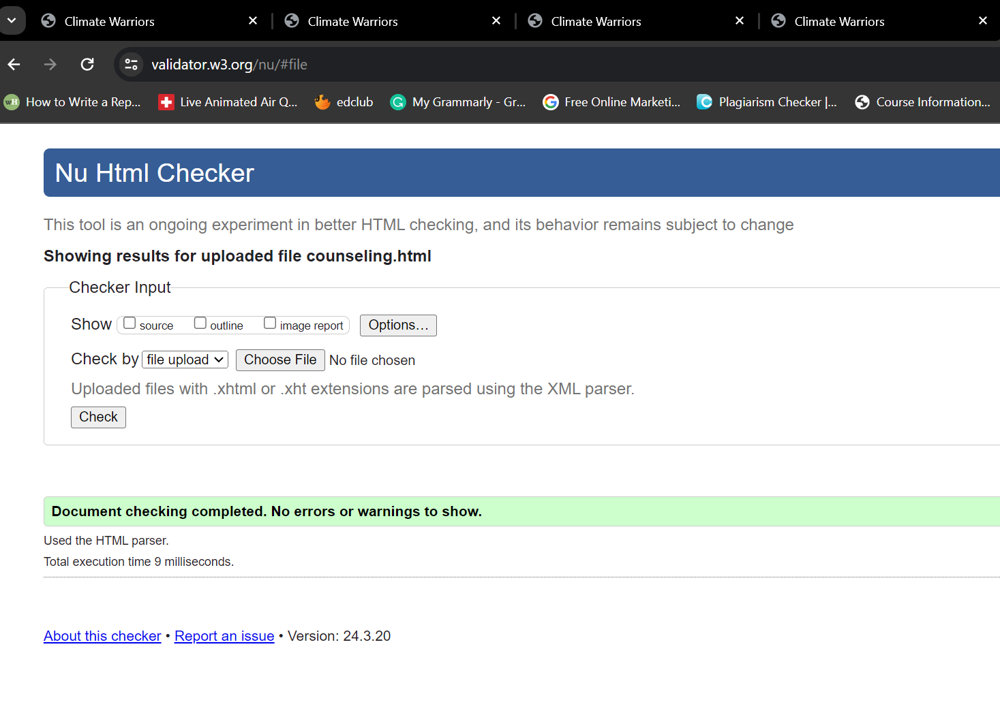 Climate Warriors Climate Warriors Climate Warriors Climate Warriors
validator.w3.org/nu/#file
wH How to Write a Rep... Live Animated Air Q... edclub My Grammarly - Gr... Free Online Marketi... Plagiarism Checker |... Course Information...
Nu Html Checker
This tool is an ongoing experiment in better HTML checking, and its behavior remains subject to change
Showing results for uploaded file counseling.html
Checker Input
Show source outline image report Options...
Check by file upload Choose File No file chosen
Uploaded files with .xhtml or .xht extensions are parsed using the XML parser.
Check
Document checking completed. No errors or warnings to show.
Used the HTML parser.
Total execution time 9 milliseconds.
About this checker • Report an issue • Version: 24.3.20